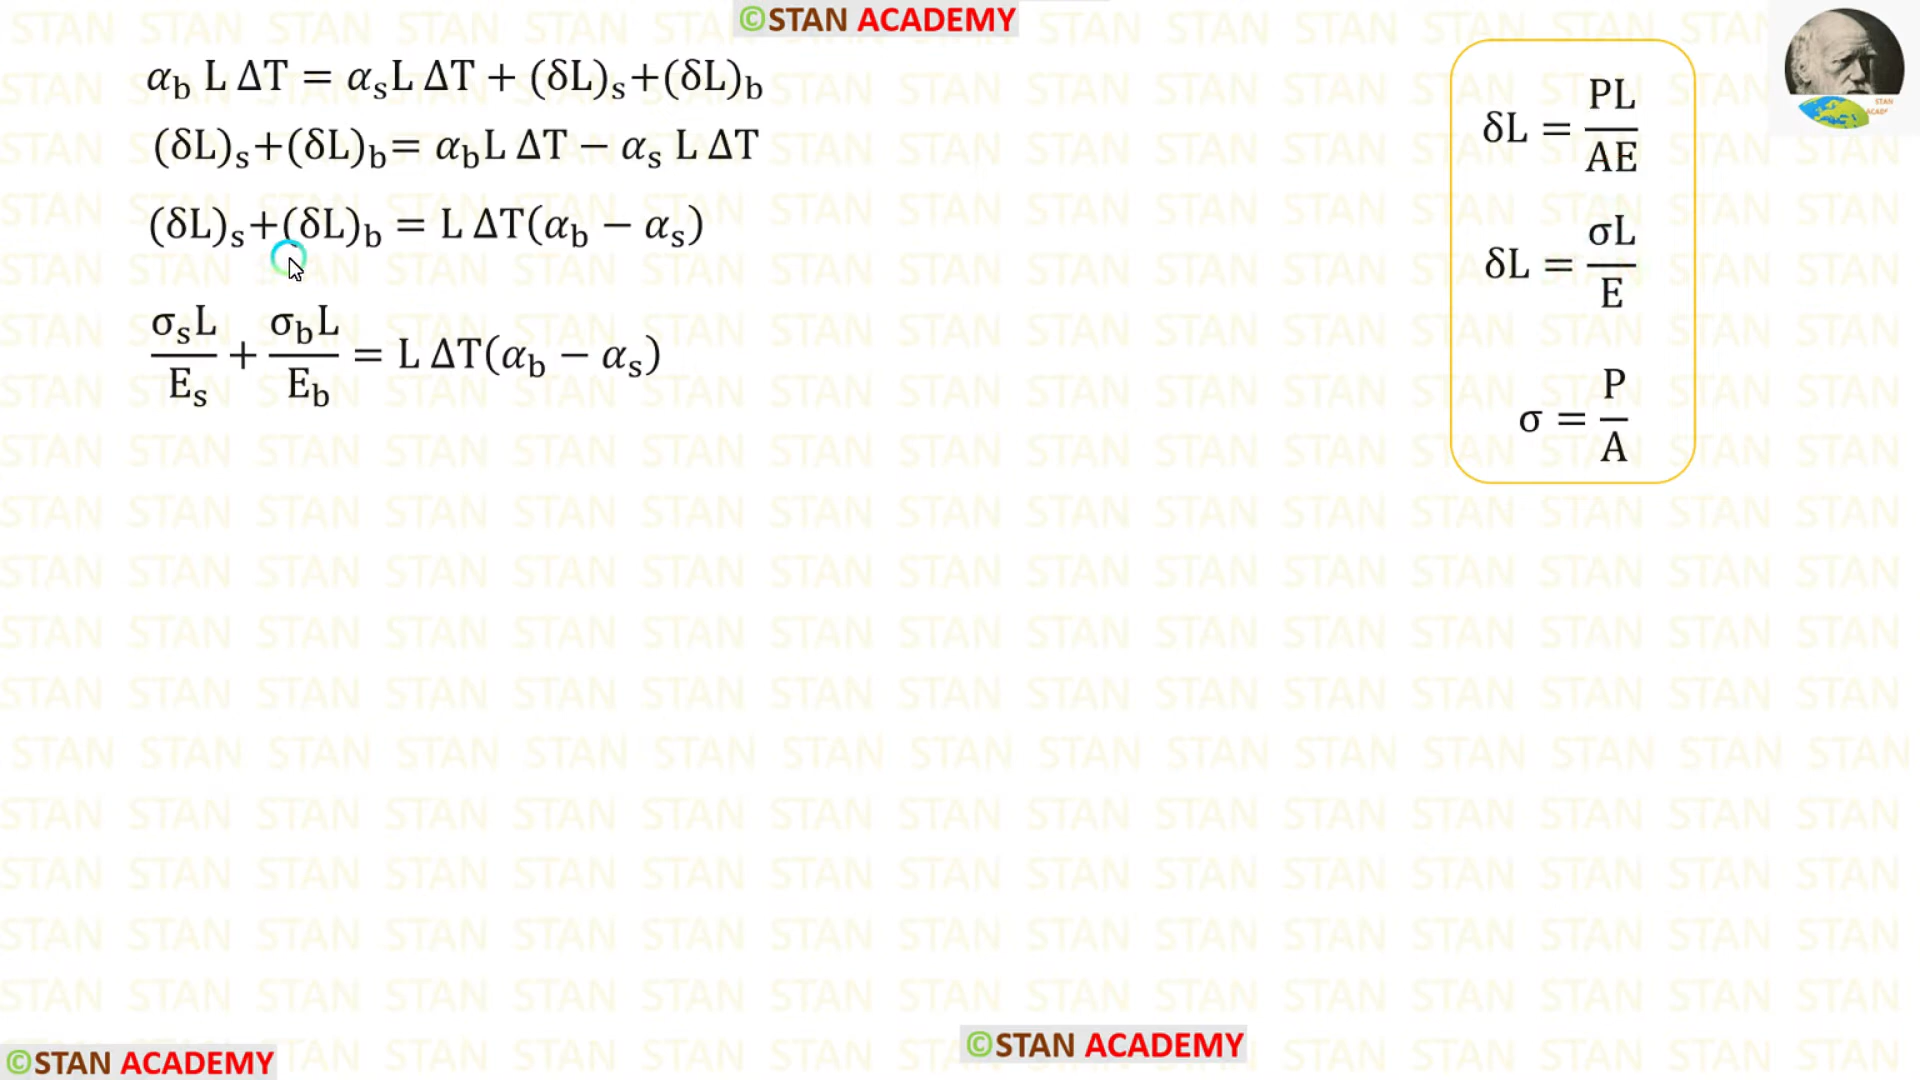 ©STAN ACADEMY
α_b L ΔT = α_s L ΔT + (δL)_s+(δL)_b
(δL)_s+(δL)_b= α_b L ΔT − α_s L ΔT
(δL)_s+(δL)_b = L ΔT(α_b − α_s)
σ_s L/E_s + σ_b L/E_b = L ΔT(α_b − α_s)
δL = PL/AE
δL = σL/E
σ = P/A
STAN
©STAN ACADEMY
©STAN ACADEMY